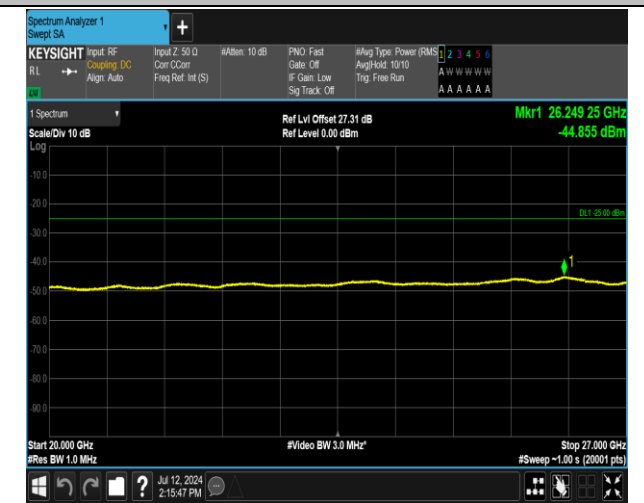 Spectrum Analyzer 1
Swept SA
+
KEYSIGHT Input: RF Input Z: 50 Ω #Atten: 10 dB PNO: Fast #Avg Type: Power (RMS 1 2 3 4 5 6
RL Coupling: DC Corr CCorr Gate: Off Avg|Hold: 10/10 A W W W W W
Align: Auto Freq Ref: Int (S) IF Gain: Low Trig: Free Run
Sig Track: Off A A A A A A
1 Spectrum Ref Lvl Offset 27.31 dB Mkr1 26.249 25 GHz
Scale/Div 10 dB Ref Level 0.00 dBm -44.855 dBm
Log
-10.0
-20.0
DL1 -25.00 dBm
-30.0
-40.0
1
-50.0
-60.0
-70.0
-80.0
-90.0
Start 20.000 GHz #Video BW 3.0 MHz* Stop 27.000 GHz
#Res BW 1.0 MHz #Sweep ~1.00 s (20001 pts)
? Jul 12, 2024
2:15:47 PM